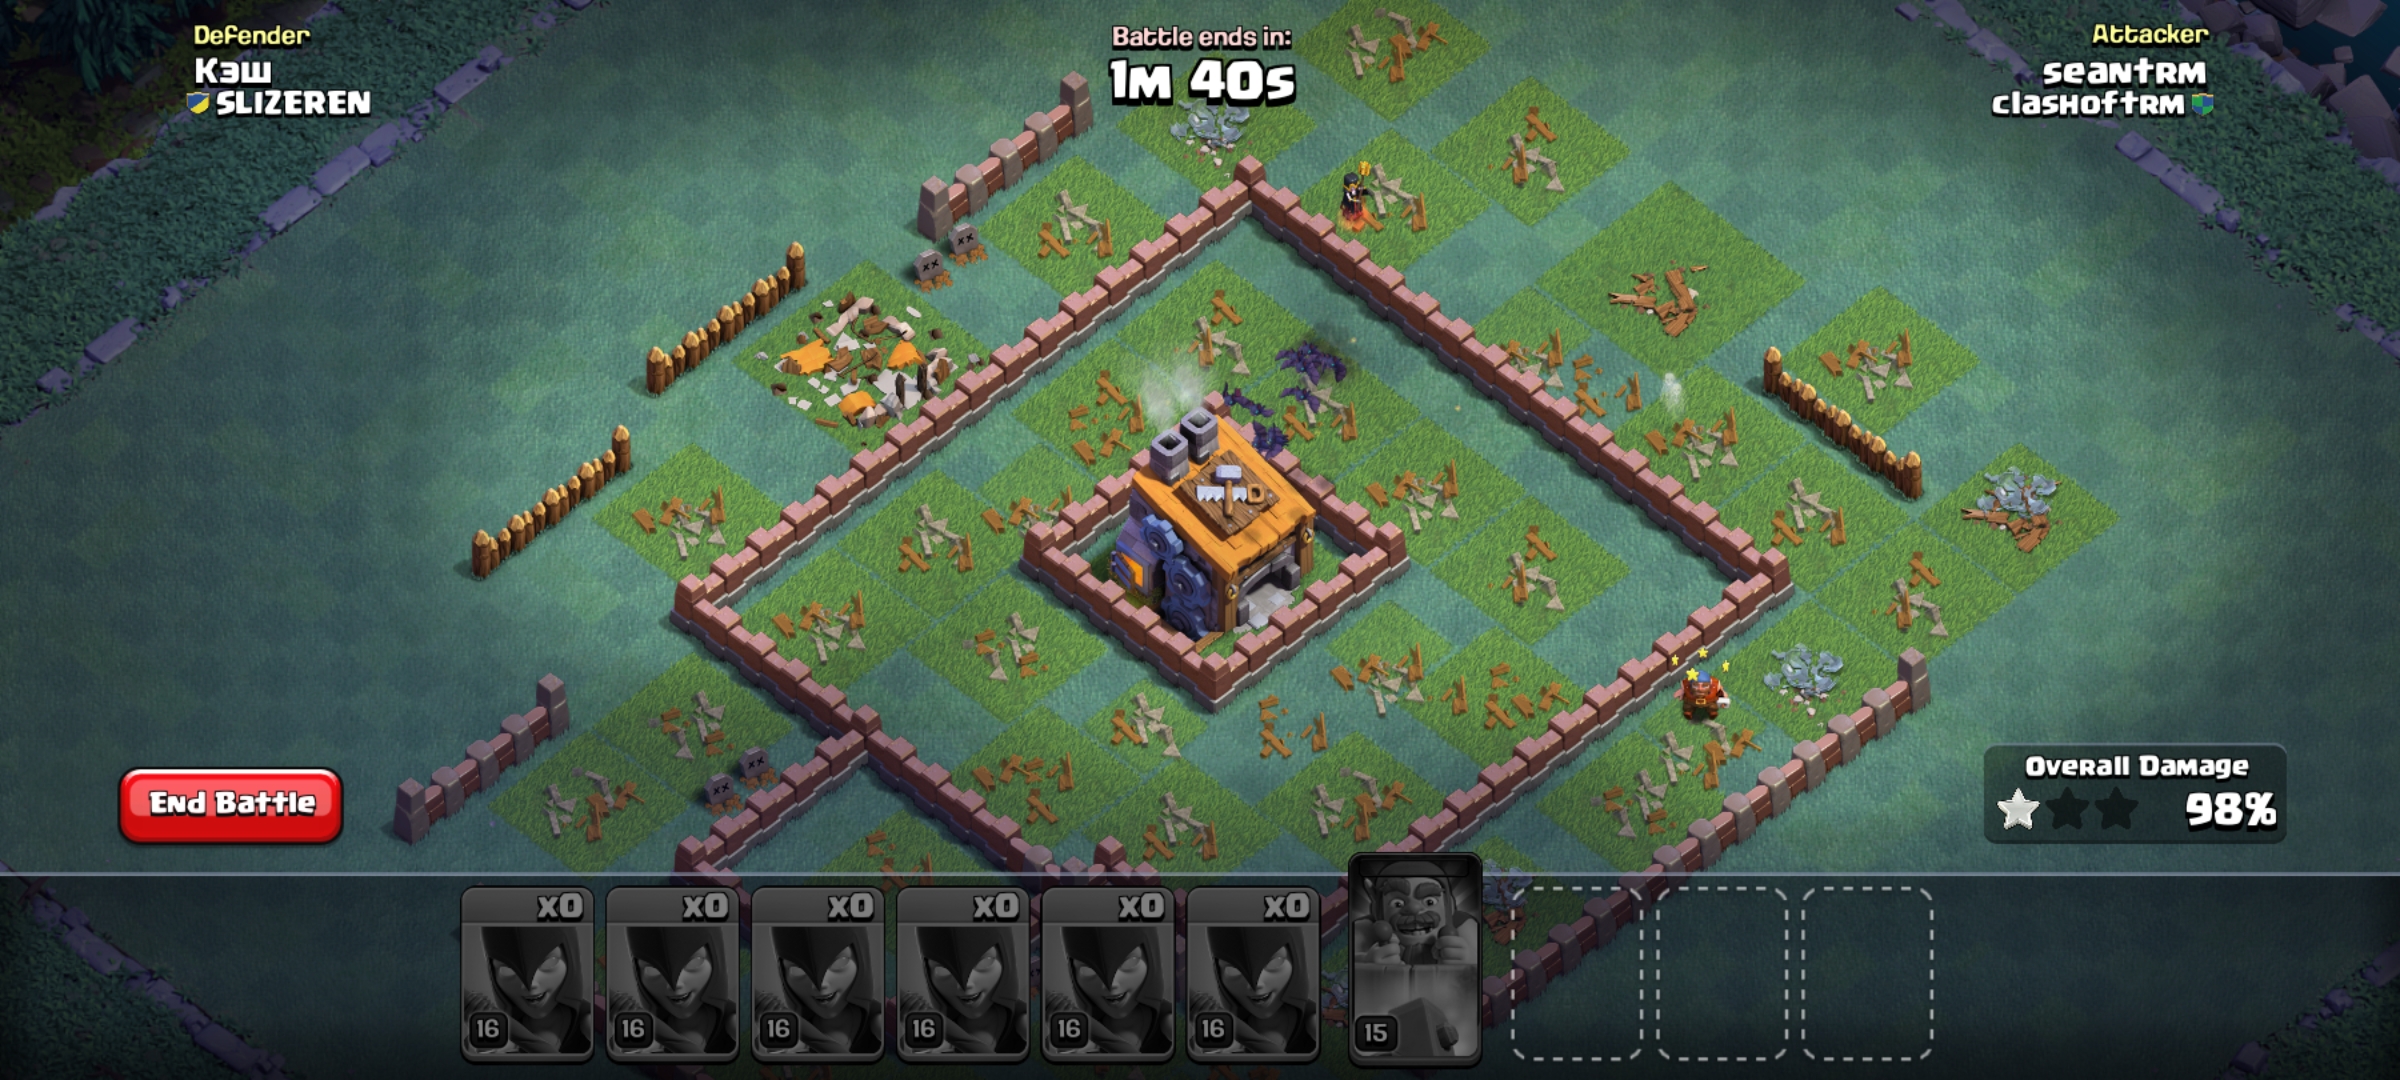 Defender
Кэш
SLIZEREN
Battle ends in:
1M 40S
Attacker
seantRM
clashoftRM
End Battle
Overall Damage
98%
x0
x0
x0
x0
x0
x0
16
16
16
16
16
16
15